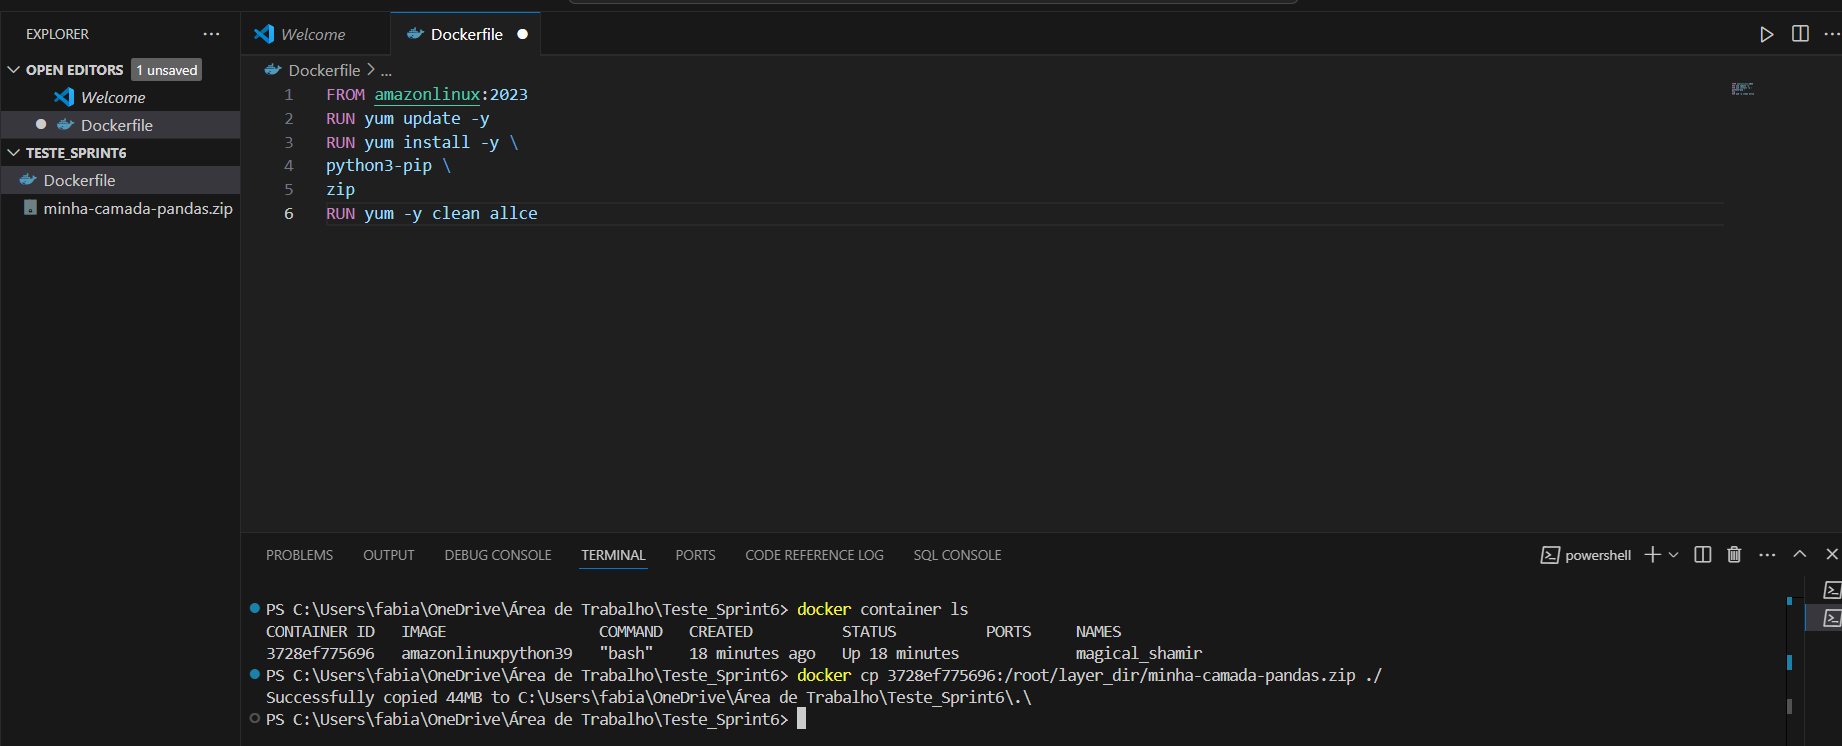 EXPLORER
OPEN EDITORS 1 unsaved
Welcome
Dockerfile
TESTE_SPRINT6
Dockerfile
minha-camada-pandas.zip
Welcome
Dockerfile
Dockerfile > ...
1 FROM amazonlinux:2023
2 RUN yum update -y
3 RUN yum install -y \
4 python3-pip \
5 zip
6 RUN yum -y clean allce
PROBLEMS OUTPUT DEBUG CONSOLE TERMINAL PORTS CODE REFERENCE LOG SQL CONSOLE
powershell
PS C:\Users\fabia\OneDrive\Área de Trabalho\Teste_Sprint6> docker container ls
CONTAINER ID IMAGE COMMAND CREATED STATUS PORTS NAMES
3728ef775696 amazonlinuxpython39 "bash" 18 minutes ago Up 18 minutes magical_shamir
PS C:\Users\fabia\OneDrive\Área de Trabalho\Teste_Sprint6> docker cp 3728ef775696:/root/layer_dir/minha-camada-pandas.zip ./
Successfully copied 44MB to C:\Users\fabia\OneDrive\Área de Trabalho\Teste_Sprint6\.\
PS C:\Users\fabia\OneDrive\Área de Trabalho\Teste_Sprint6>